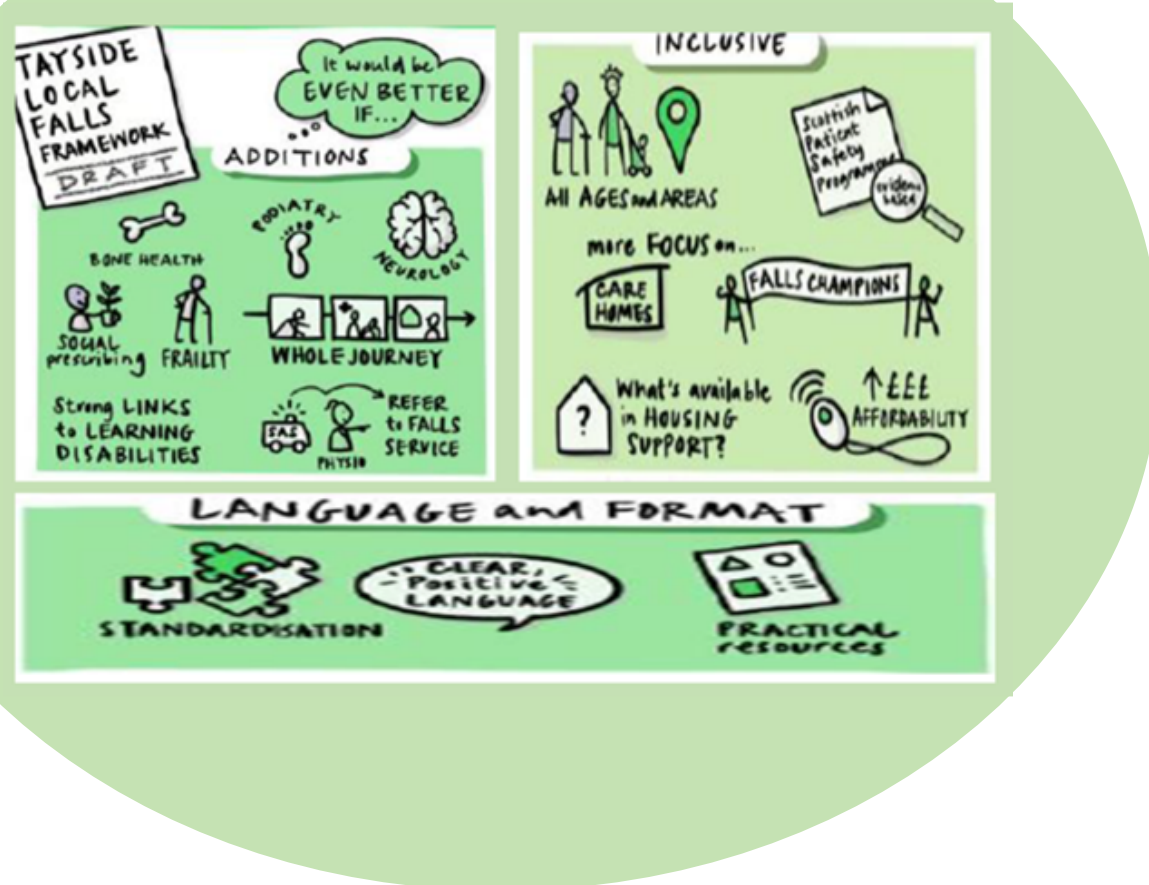 TAYSIDE
LOCAL
FALLS
FRAMEWORK
DRAFT
It would be
EVEN BETTER
IF...
ADDITIONS
BONE HEALTH
PODIATRY
NEUROLOGY
SOCIAL
prescribing
FRAILTY
WHOLE JOURNEY
Strong LINKS
to LEARNING
DISABILITIES
SAS
PHYSIO
REFER
to FALLS
SERVICE
INCLUSIVE
All AGES and AREAS
Scottish
Patient
Safety
Programme
evidence
based
more FOCUS on...
CARE
HOMES
FALLS CHAMPIONS
?
What's available
in HOUSING
SUPPORT?
↑£££
AFFORDABILITY
LANGUAGE and FORMAT
STANDARDISATION
CLEAR,
Positive
LANGUAGE
PRACTICAL
resources